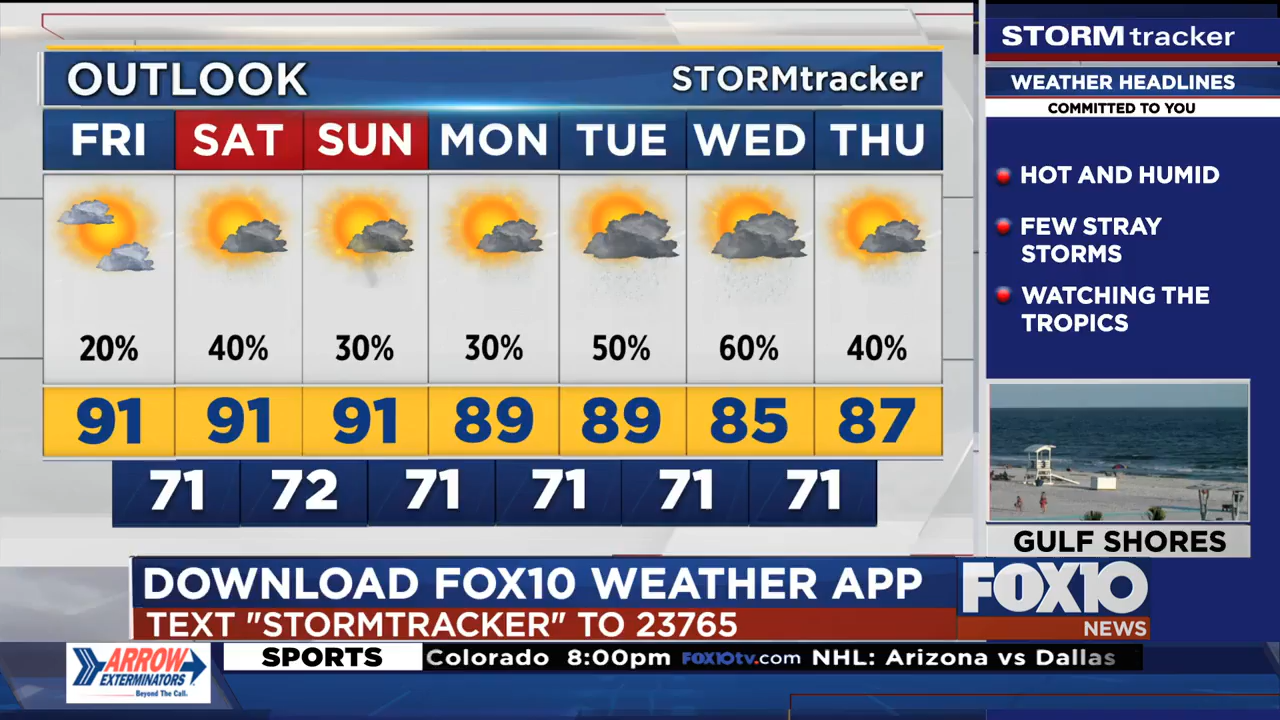 OUTLOOK
STORMtracker
FRI SAT SUN MON TUE WED THU
20% 40% 30% 30% 50% 60% 40%
91 91 91 89 89 85 87
71 72 71 71 71 71
STORM tracker
WEATHER HEADLINES
COMMITTED TO YOU
HOT AND HUMID
FEW STRAY
STORMS
WATCHING THE
TROPICS
GULF SHORES
DOWNLOAD FOX10 WEATHER APP
TEXT "STORMTRACKER" TO 23765
FOX10
NEWS
ARROW
EXTERMINATORS
Beyond The Call.
SPORTS
Colorado 8:00pm FOX10tv.com NHL: Arizona vs Dallas